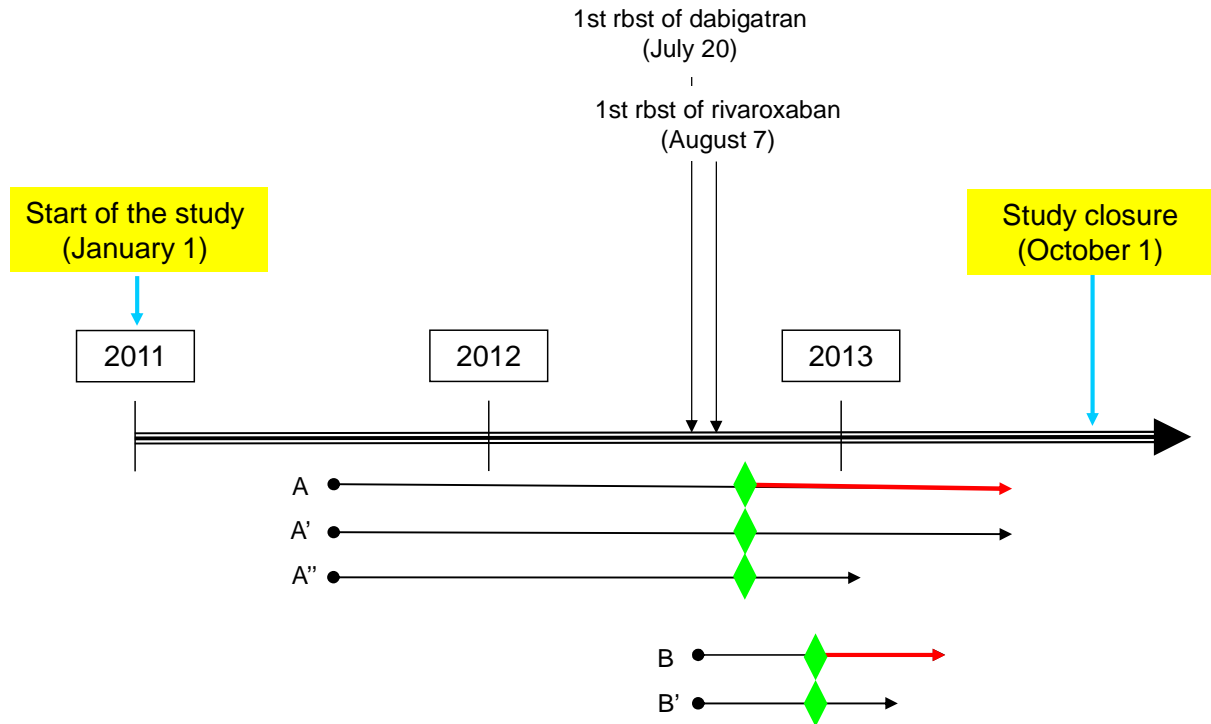 1st rbst of dabigatran
(July 20)
1st rbst of rivaroxaban
(August 7)
Start of the study
(January 1)
Study closure
(October 1)
2011
2012
2013
A
A’
A’’
B
B’